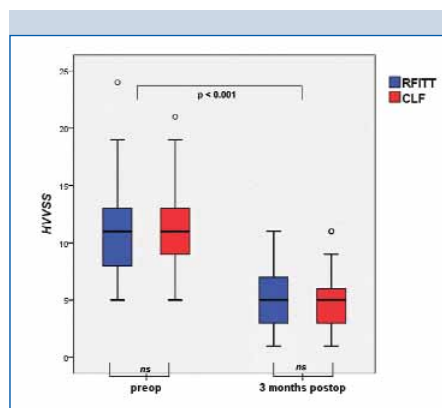 25
20
15
10
5
0
HVVSS
p < 0.001
RFITT
CLF
ns
ns
preop
3 months postop